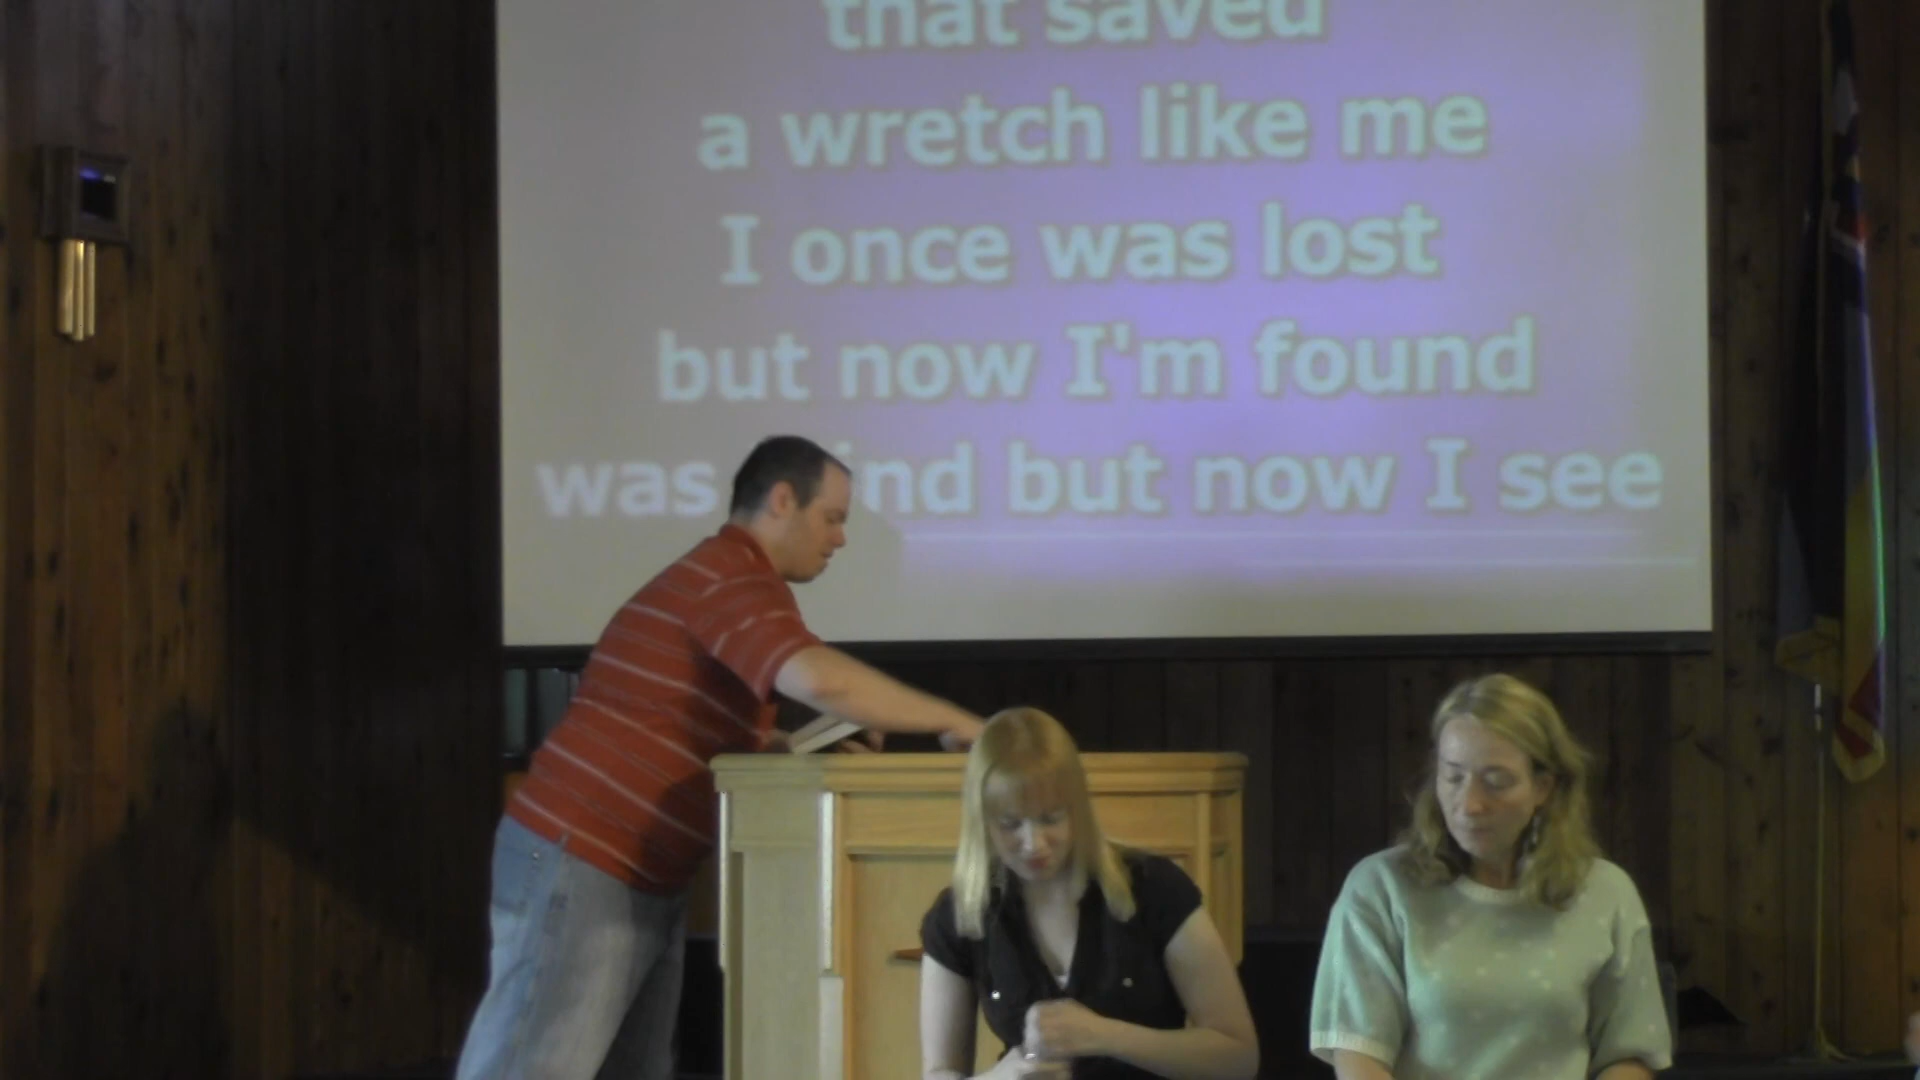 that saved
a wretch like me
I once was lost
but now I'm found
was ind but now I see